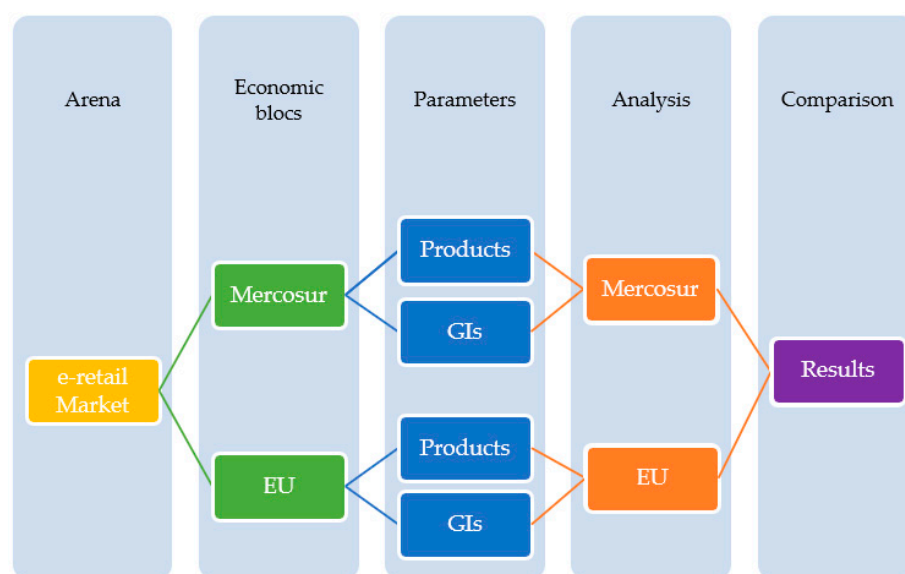 Arena
Economic
blocs
Parameters
Analysis
Comparison
e-retail
Market
Mercosur
EU
Products
GIs
Products
GIs
Mercosur
EU
Results